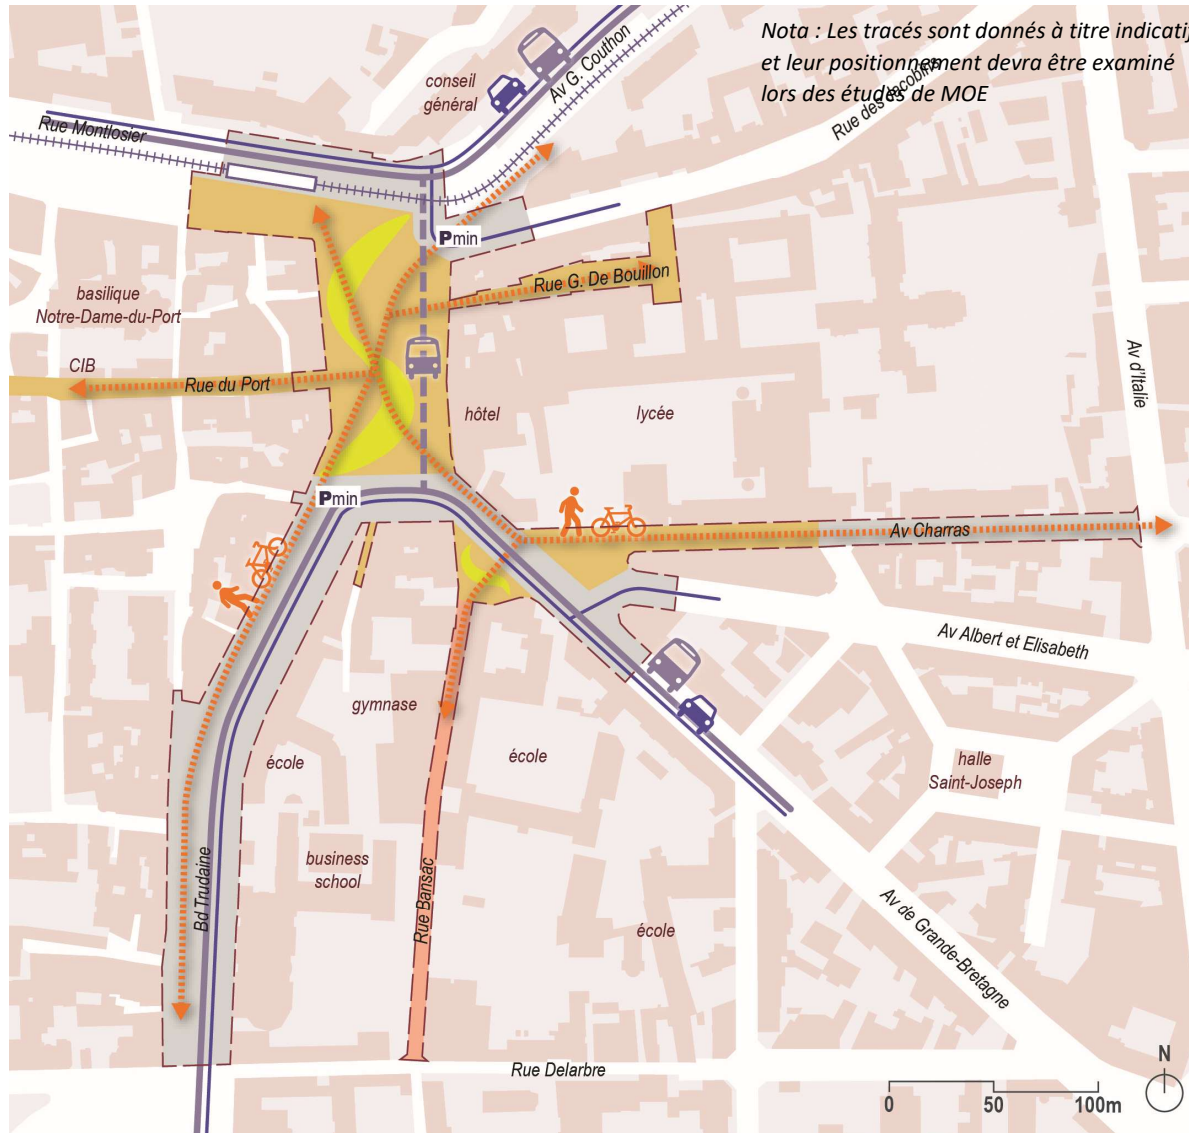 Nota : Les tracés sont donnés à titre indicatif
et leur positionnement devra être examiné
lors des études de MOE
conseil
général
Av G. Couthon
Rue des Jacobins
Rue Montlosier
Pmin
Rue G. De Bouillon
basilique
Notre-Dame-du-Port
CIB
Rue du Port
hôtel
lycée
Av d'Italie
Pmin
Av Charras
Av Albert et Elisabeth
gymnase
école
école
halle
Saint-Joseph
business
school
Bd Trudaine
Rue Bansac
école
Av de Grande-Bretagne
Rue Delarbre
N
0 50 100m